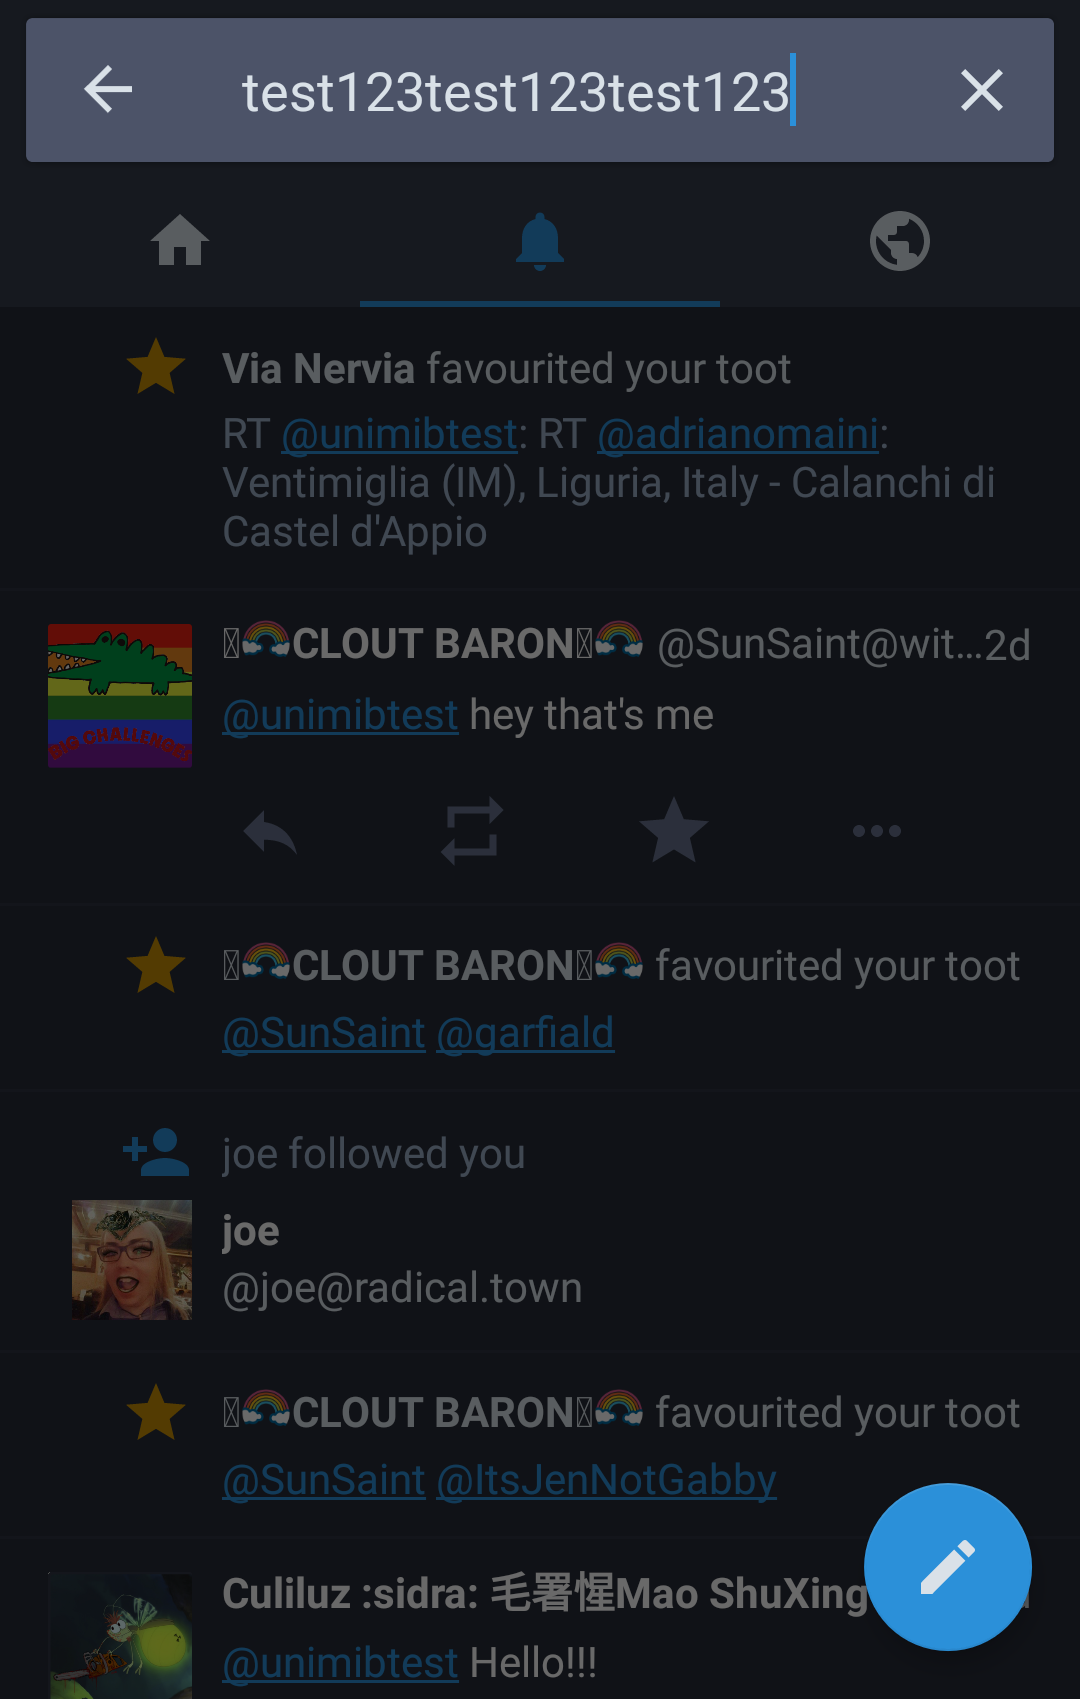 test123test123test123
Via Nervia favourited your toot
RT @unimibtest: RT @adrianomaini:
Ventimiglia (IM), Liguria, Italy - Calanchi di
Castel d'Appio
🌈CLOUT BARON🌈 @SunSaint@wit...2d
@unimibtest hey that's me
BIG CHALLENGES
🌈CLOUT BARON🌈 favourited your toot
@SunSaint @garfiald
joe followed you
joe
@joe@radical.town
🌈CLOUT BARON🌈 favourited your toot
@SunSaint @ItsJenNotGabby
Culiluz :sidra: 毛署惺Mao ShuXing
@unimibtest Hello!!!